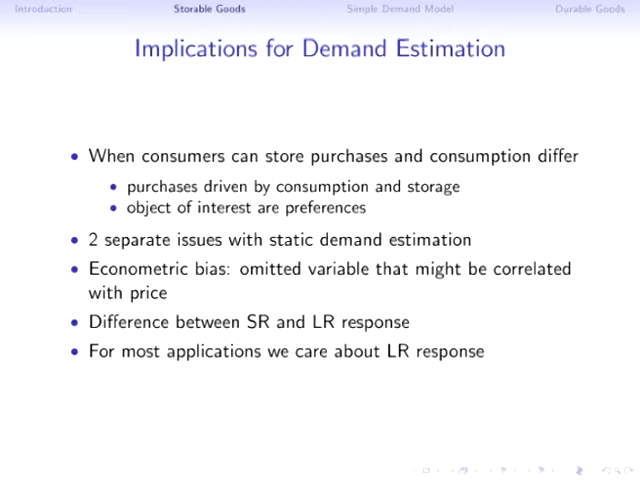 Introduction Storable Goods Simple Demand Model Durable Goods
Implications for Demand Estimation
• When consumers can store purchases and consumption differ
• purchases driven by consumption and storage
• object of interest are preferences
• 2 separate issues with static demand estimation
• Econometric bias: omitted variable that might be correlated
with price
• Difference between SR and LR response
• For most applications we care about LR response